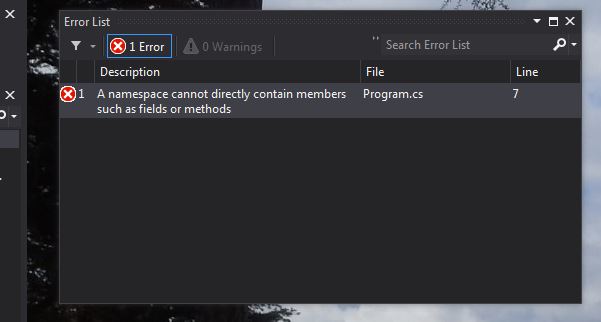 Error List
1 Error
0 Warnings
Search Error List
Description File Line
1 A namespace cannot directly contain members Program.cs 7
such as fields or methods